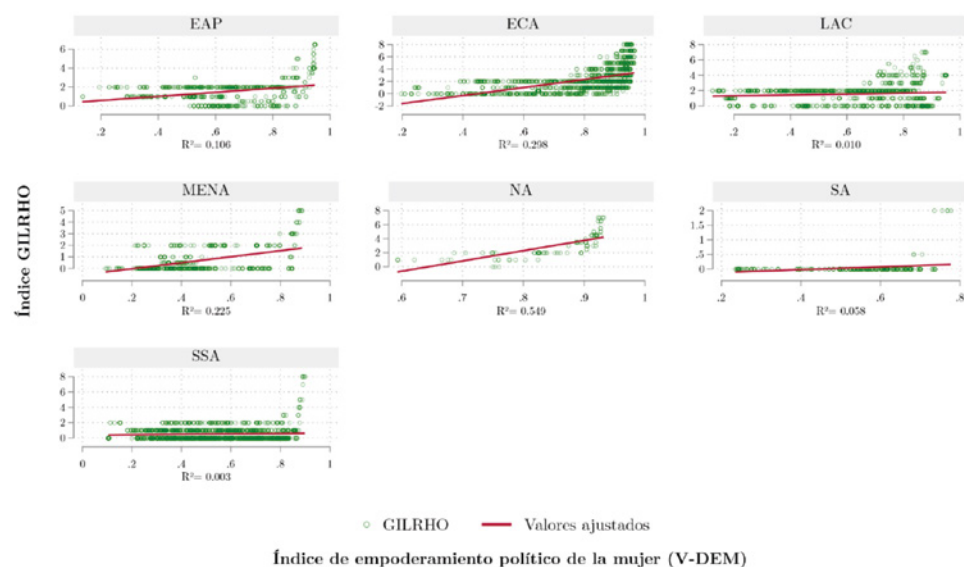 EAP
6
4
2
0
.2 .4 .6 .8 1
R²= 0.106
ECA
8
6
4
2
0
-2
.2 .4 .6 .8 1
R²= 0.298
LAC
8
6
4
2
0
.2 .4 .6 .8 1
R²= 0.010
Índice GILRHO
MENA
5
4
3
2
1
0
0 .2 .4 .6 .8 1
R²= 0.225
NA
8
6
4
2
0
.6 .7 .8 .9 1
R²= 0.549
SA
2
1.5
1
.5
0
.2 .4 .6 .8
R²= 0.058
SSA
8
6
4
2
0
0 .2 .4 .6 .8 1
R²= 0.003
GILRHO Valores ajustados
Índice de empoderamiento político de la mujer (V-DEM)